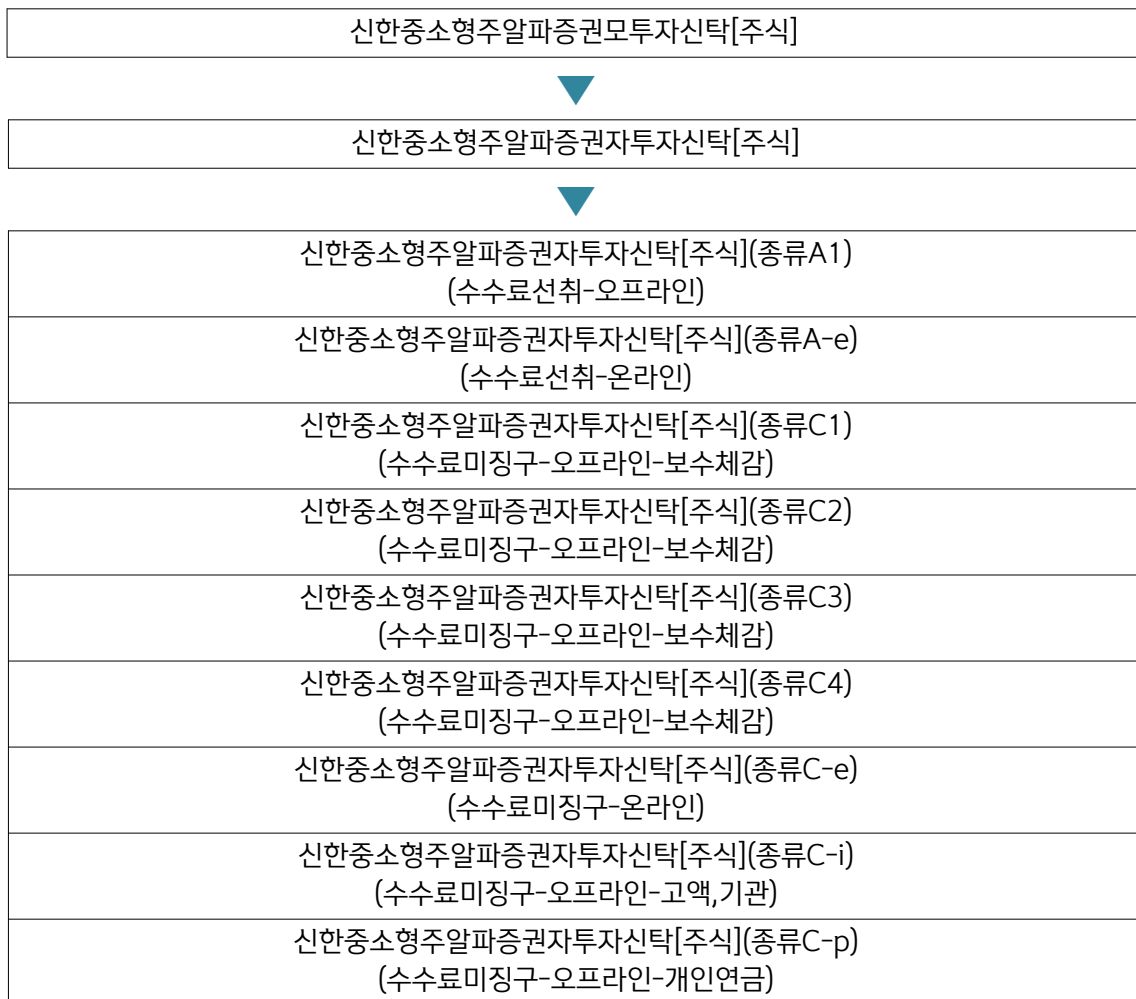 신한중소형주알파증권모투자신탁[주식]
신한중소형주알파증권자투자신탁[주식]
신한중소형주알파증권자투자신탁[주식](종류A1)
(수수료선취-오프라인)
신한중소형주알파증권자투자신탁[주식](종류A-e)
(수수료선취-온라인)
신한중소형주알파증권자투자신탁[주식](종류C1)
(수수료미징구-오프라인-보수체감)
신한중소형주알파증권자투자신탁[주식](종류C2)
(수수료미징구-오프라인-보수체감)
신한중소형주알파증권자투자신탁[주식](종류C3)
(수수료미징구-오프라인-보수체감)
신한중소형주알파증권자투자신탁[주식](종류C4)
(수수료미징구-오프라인-보수체감)
신한중소형주알파증권자투자신탁[주식](종류C-e)
(수수료미징구-온라인)
신한중소형주알파증권자투자신탁[주식](종류C-i)
(수수료미징구-오프라인-고액,기관)
신한중소형주알파증권자투자신탁[주식](종류C-p)
(수수료미징구-오프라인-개인연금)